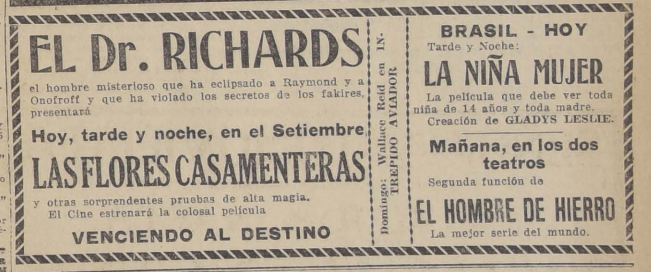 EL Dr. RICHARDS
el hombre misterioso que ha eclipsado a Raymond y a
Onofroff y que ha violado los secretos de los fakires,
presentará
Hoy, tarde y noche, en el Setiembre
LAS FLORES CASAMENTERAS
y otras sorprendentes pruebas de alta magia.
El Cine estrenará la colosal película
VENCIENDO AL DESTINO
Domingo: Wallace Reid en IN-
TREPIDO AVIADOR
BRASIL - HOY
Tarde y Noche:
LA NIÑA MUJER
La película que debe ver toda
niña de 14 años y toda madre.
Creación de GLADYS LESLIE.
Mañana, en los dos
teatros
Segunda función de
EL HOMBRE DE HIERRO
La mejor serie del mundo.